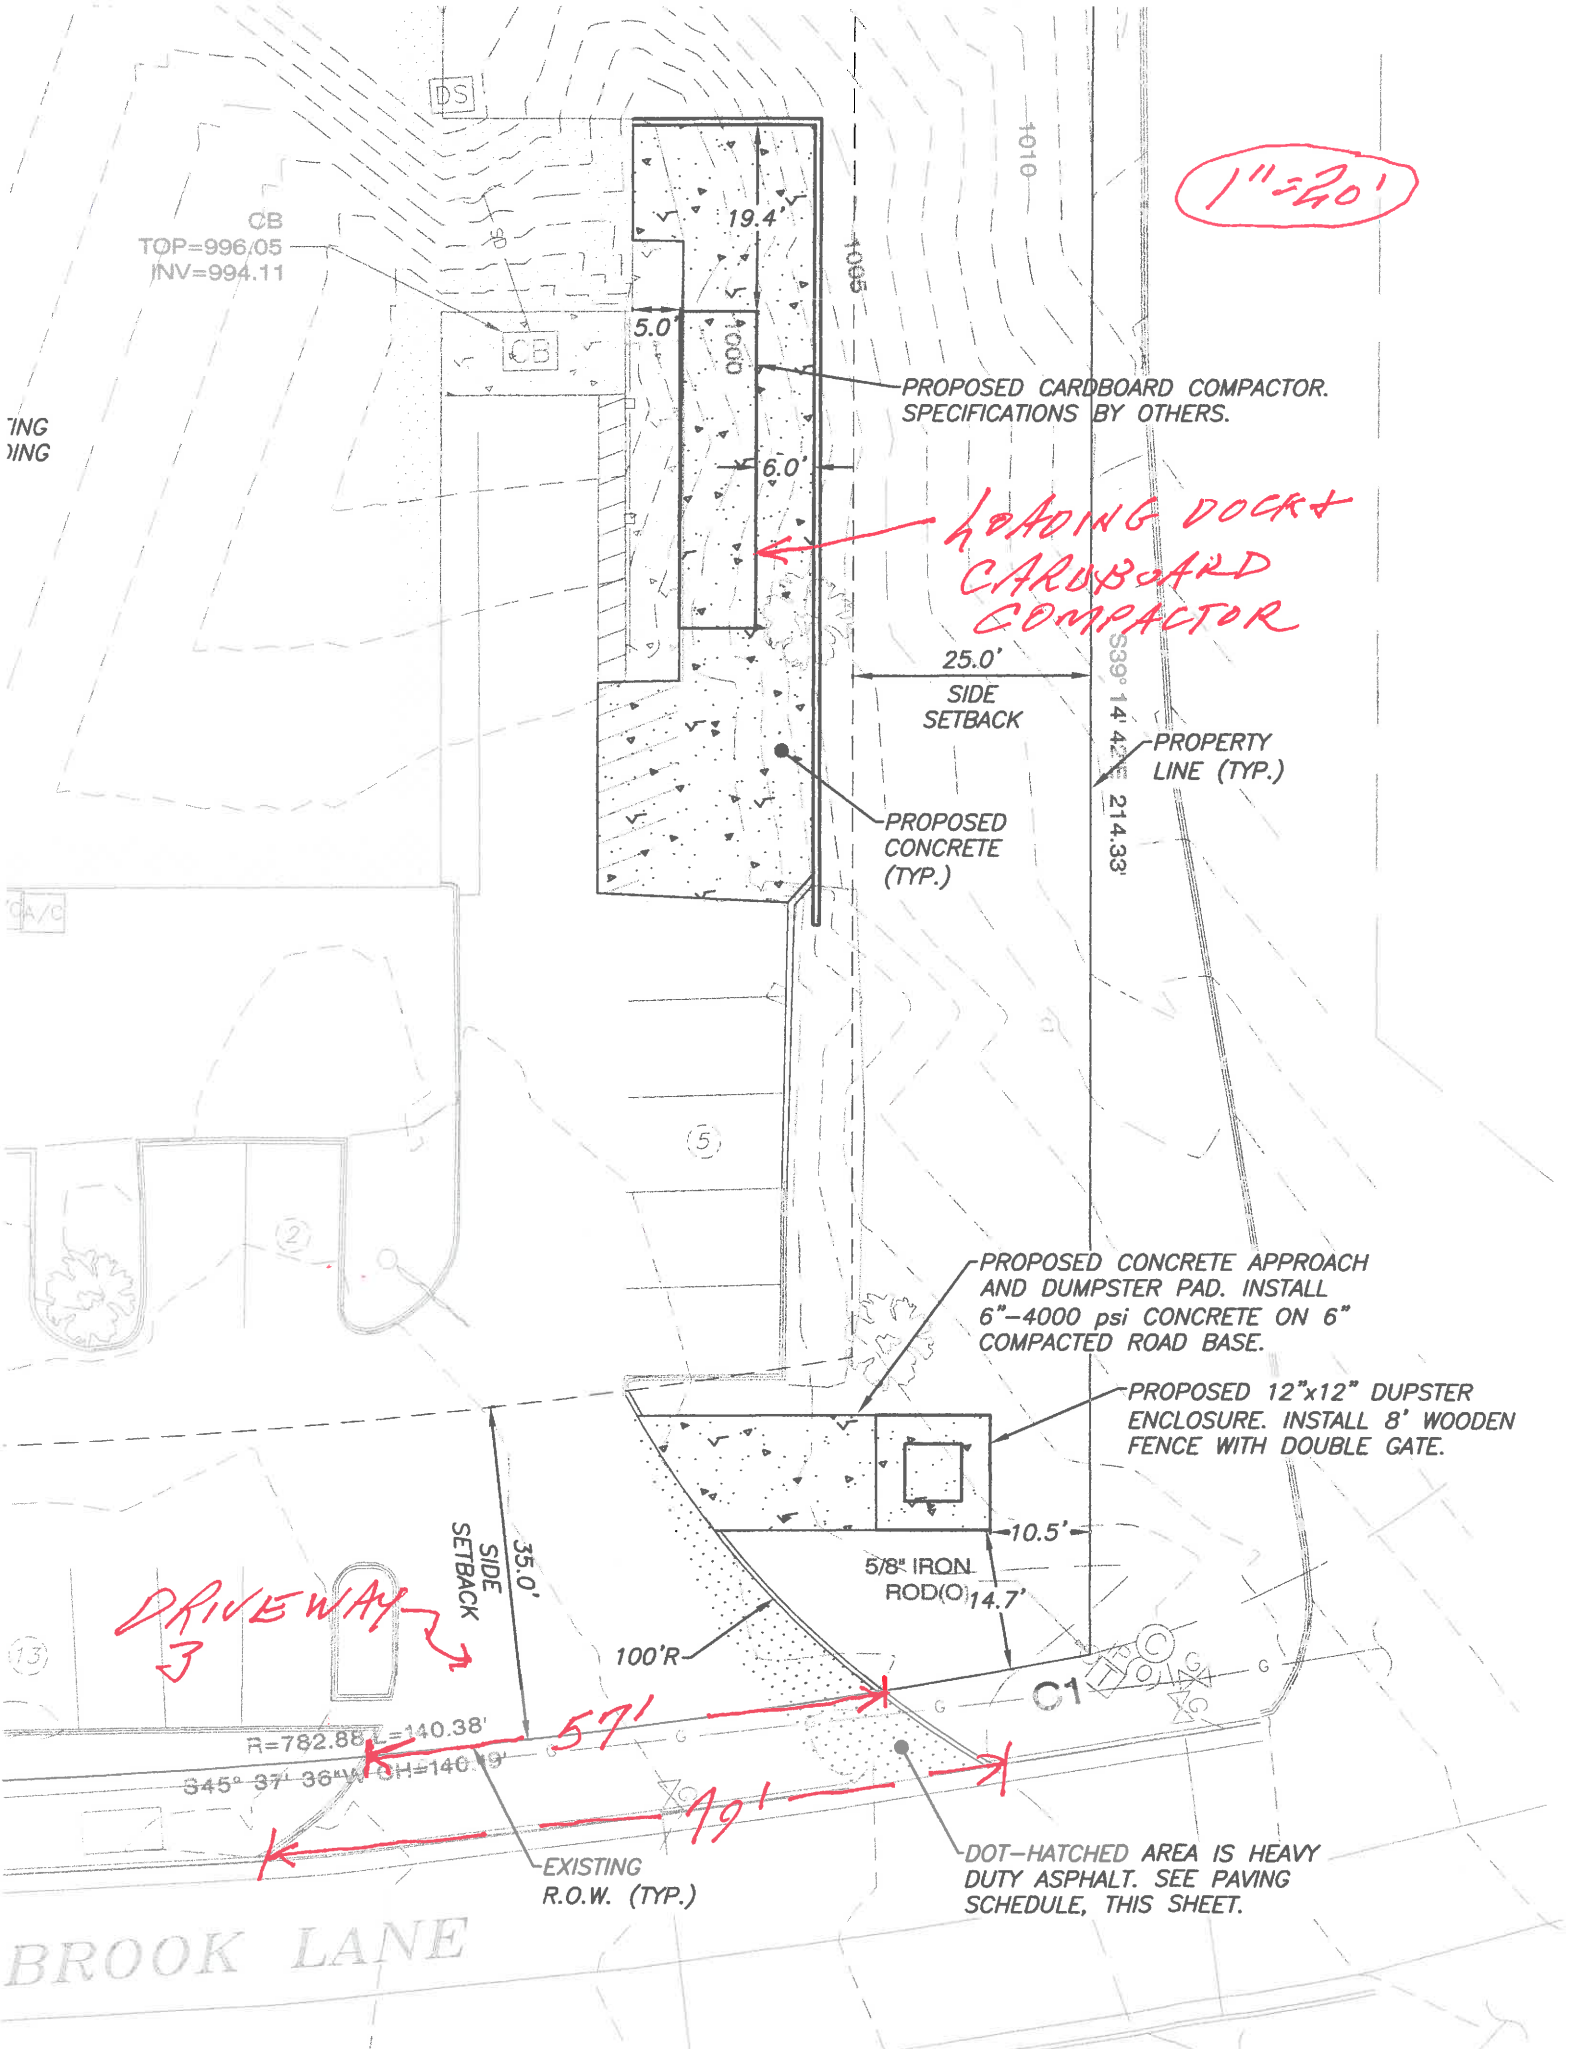 DS
1010
1"=20'
CB
TOP=996.05
INV=994.11
SD
19.4'
1005
5.0'
1000
CB
PROPOSED CARDBOARD COMPACTOR.
SPECIFICATIONS BY OTHERS.
TING
DING
6.0'
LOADING DOCK +
CARDBOARD
COMPACTOR
25.0'
SIDE
SETBACK
S39° 14' 42"E 214.33'
PROPERTY
LINE (TYP.)
PROPOSED
CONCRETE
(TYP.)
A/C
5
2
PROPOSED CONCRETE APPROACH
AND DUMPSTER PAD. INSTALL
6"-4000 psi CONCRETE ON 6"
COMPACTED ROAD BASE.
PROPOSED 12"x12" DUPSTER
ENCLOSURE. INSTALL 8' WOODEN
FENCE WITH DOUBLE GATE.
35.0'
SIDE
SETBACK
10.5'
5/8" IRON
ROD(O)
14.7'
DRIVEWAY
3
13
100'R
C1
C
T
G
G
G
G
G
G
G
57'
R=782.88 L=140.38'
S45° 37' 36"W CH=140.19'
79'
EXISTING
R.O.W. (TYP.)
DOT-HATCHED AREA IS HEAVY
DUTY ASPHALT. SEE PAVING
SCHEDULE, THIS SHEET.
BROOK LANE